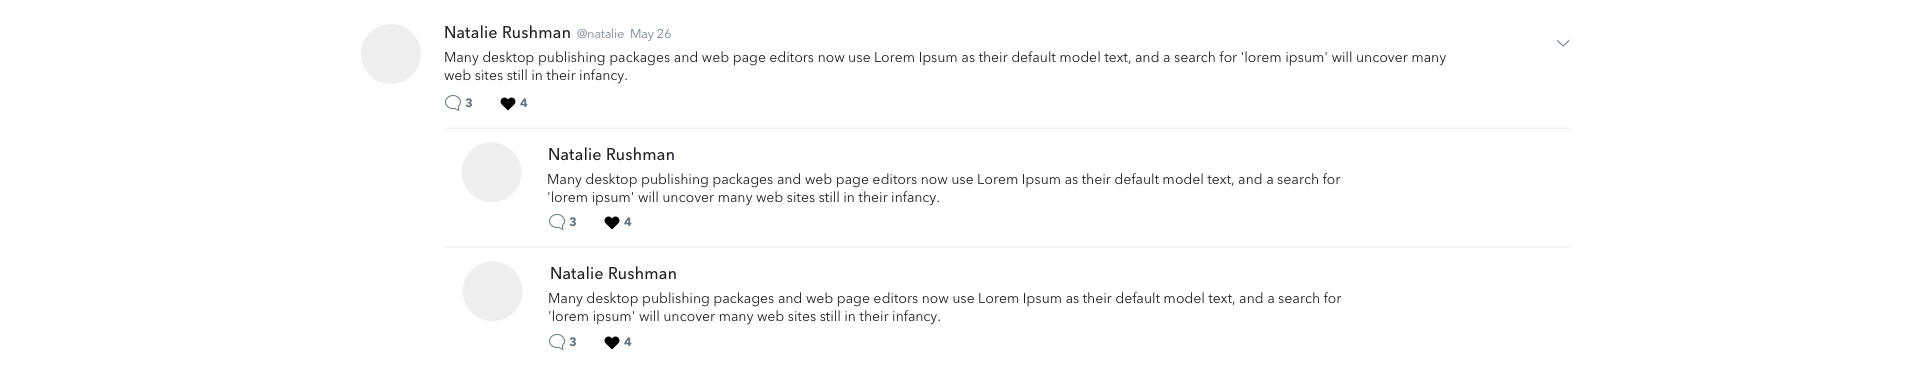 Natalie Rushman @natalie May 26
Many desktop publishing packages and web page editors now use Lorem Ipsum as their default model text, and a search for 'lorem ipsum' will uncover many
web sites still in their infancy.
3 4
Natalie Rushman
Many desktop publishing packages and web page editors now use Lorem Ipsum as their default model text, and a search for
'lorem ipsum' will uncover many web sites still in their infancy.
3 4
Natalie Rushman
Many desktop publishing packages and web page editors now use Lorem Ipsum as their default model text, and a search for
'lorem ipsum' will uncover many web sites still in their infancy.
3 4